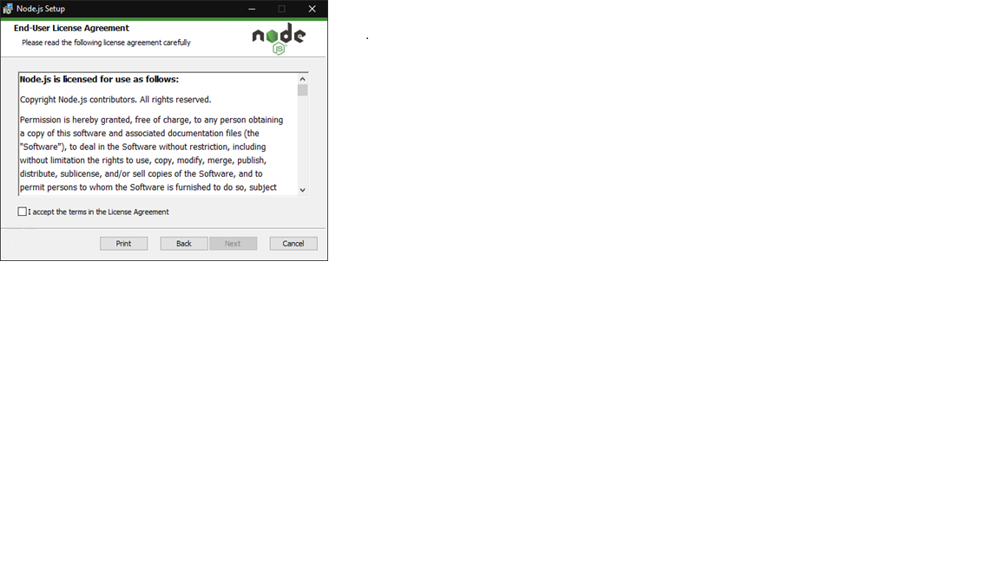 Node.js Setup
End-User License Agreement
Please read the following license agreement carefully
node
JS
Node.js is licensed for use as follows:
Copyright Node.js contributors. All rights reserved.
Permission is hereby granted, free of charge, to any person obtaining
a copy of this software and associated documentation files (the
"Software"), to deal in the Software without restriction, including
without limitation the rights to use, copy, modify, merge, publish,
distribute, sublicense, and/or sell copies of the Software, and to
permit persons to whom the Software is furnished to do so, subject
I accept the terms in the License Agreement
Print Back Next Cancel